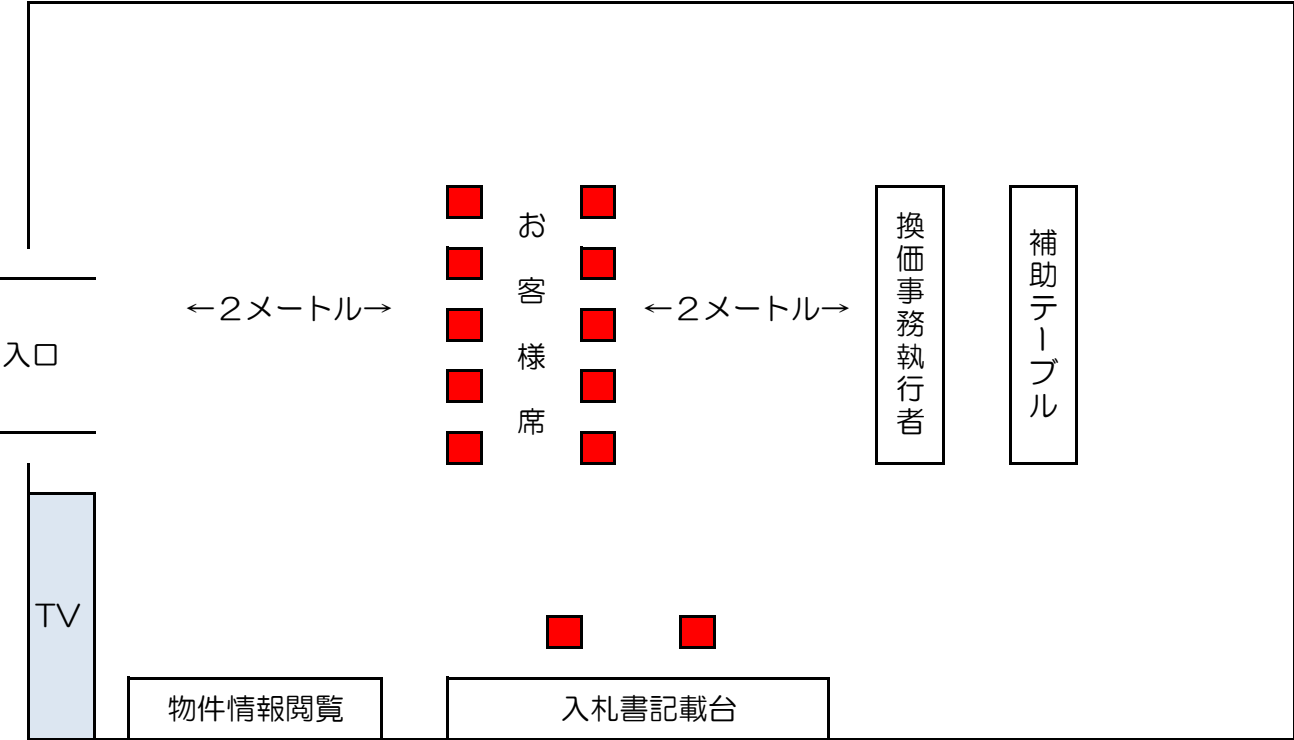 お客様席
換価事務執行者
補助テーブル
←２メートル→
←２メートル→
入口
TV
物件情報閲覧
入札書記載台